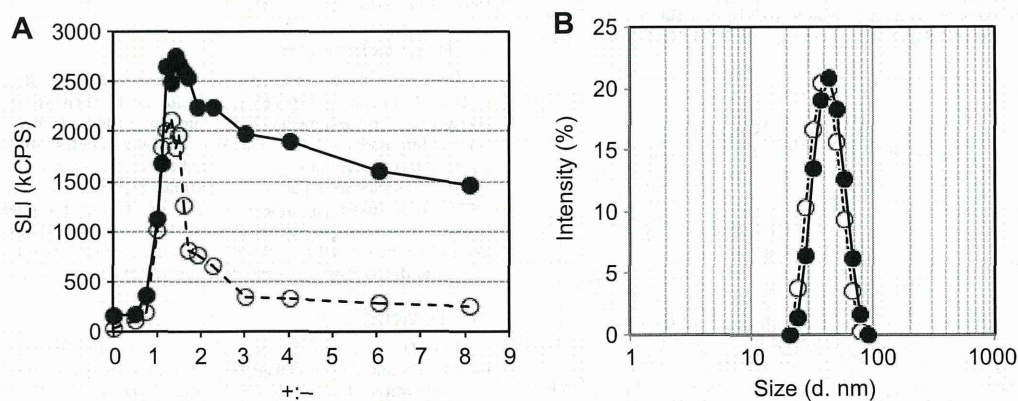 A
3000
2500
2000
1500
1000
500
0
0 1 2 3 4 5 6 7 8 9
SLI (kCPS)
+:–
B
25
20
15
10
5
0
1 10 100 1000
Intensity (%)
Size (d. nm)